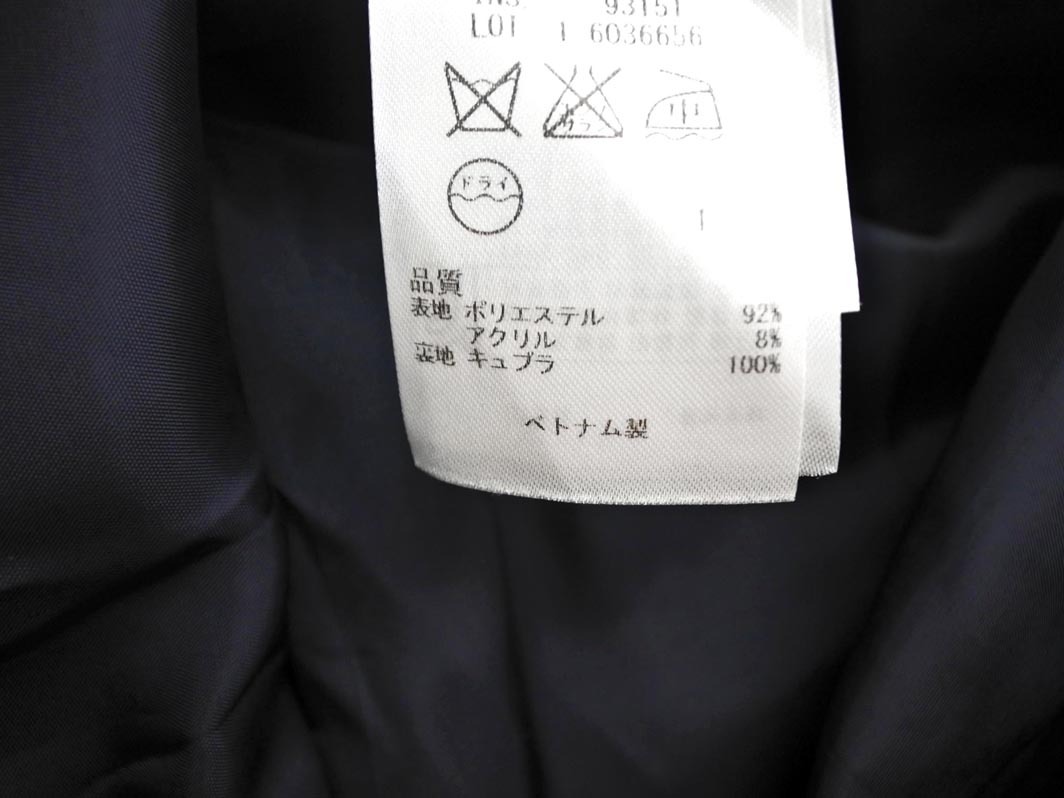 INS. 93151
LOT 1 6036656
中
ドライ
品質
表地 ポリエステル 92%
アクリル 8%
裏地 キュプラ 100%
ベトナム製